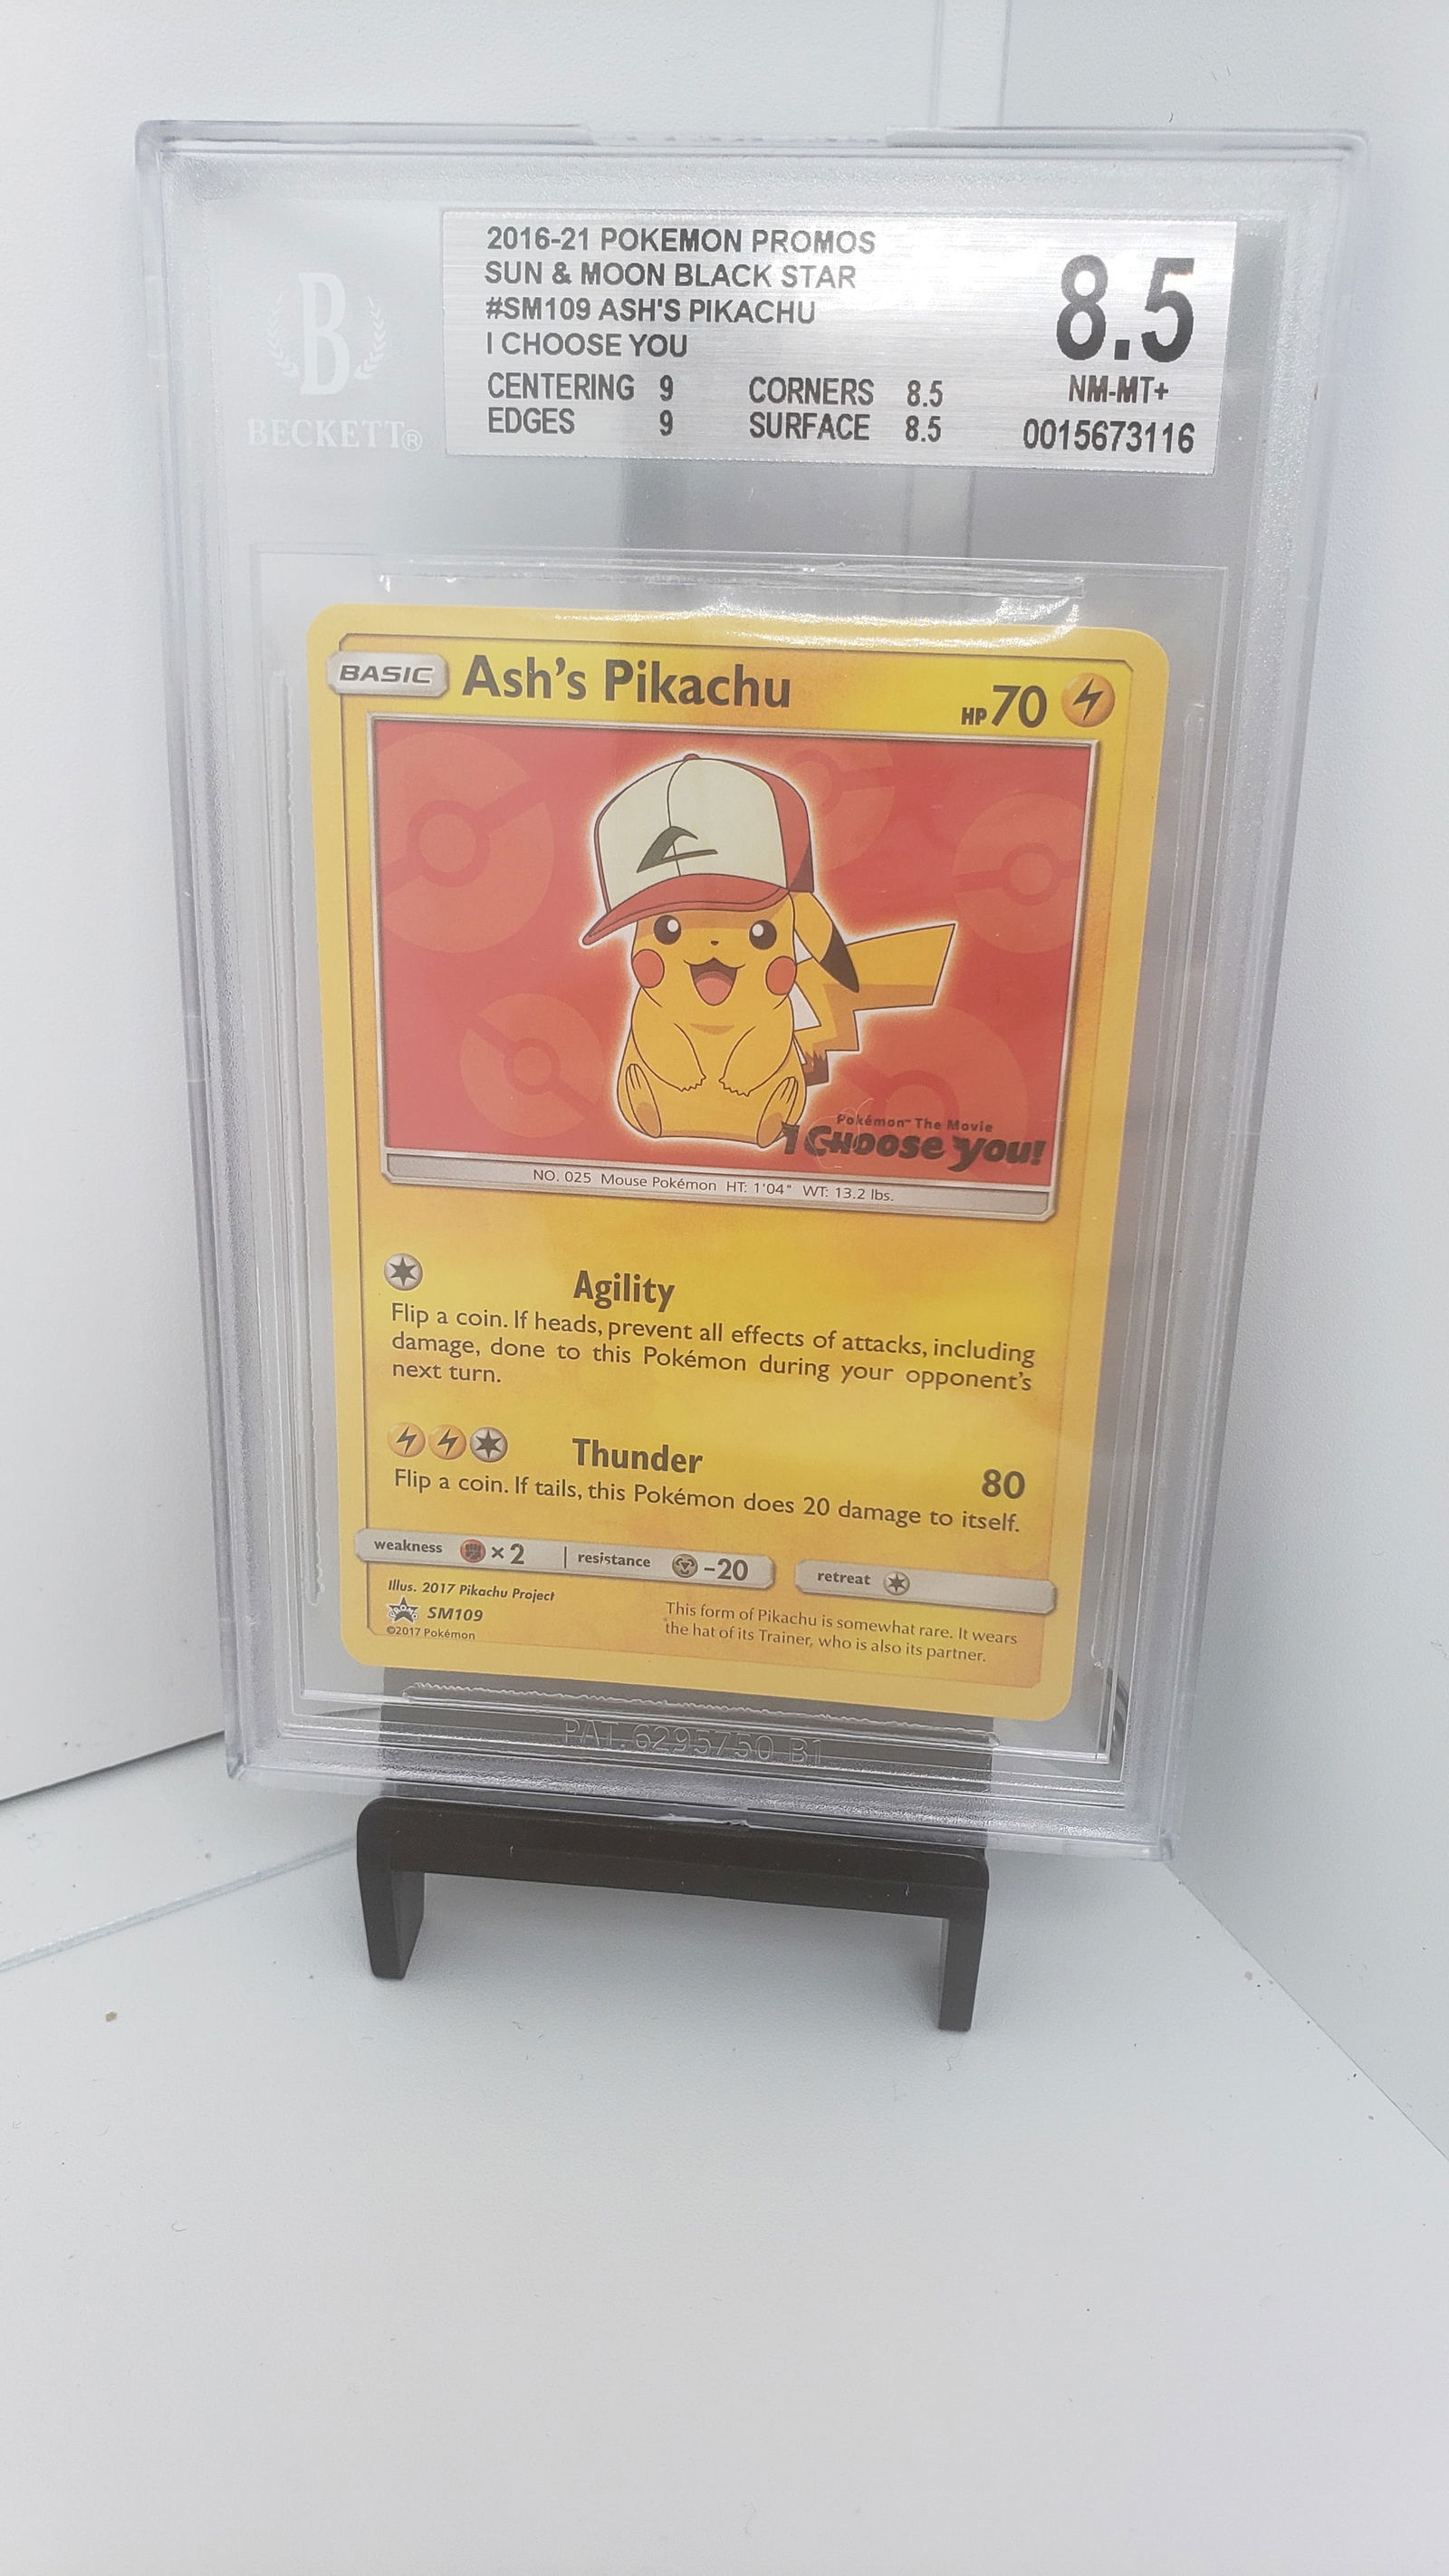 2016-21 POKEMON PROMOS
SUN & MOON BLACK STAR
#SM109 ASH'S PIKACHU
I CHOOSE YOU
CENTERING 9 CORNERS 8.5
EDGES 9 SURFACE 8.5
8.5
NM-MT+
0015673116
B
BECKETT®
BASIC Ash's Pikachu HP 70
Pokémon™ The Movie
I Choose You!
NO. 025 Mouse Pokémon HT: 1'04" WT: 13.2 lbs.
Agility
Flip a coin. If heads, prevent all effects of attacks, including
damage, done to this Pokémon during your opponent's
next turn.
Thunder 80
Flip a coin. If tails, this Pokémon does 20 damage to itself.
weakness ×2 resistance -20 retreat
Illus. 2017 Pikachu Project
SM109
©2017 Pokémon
This form of Pikachu is somewhat rare. It wears
the hat of its Trainer, who is also its partner.
PAT. 6295750 B1